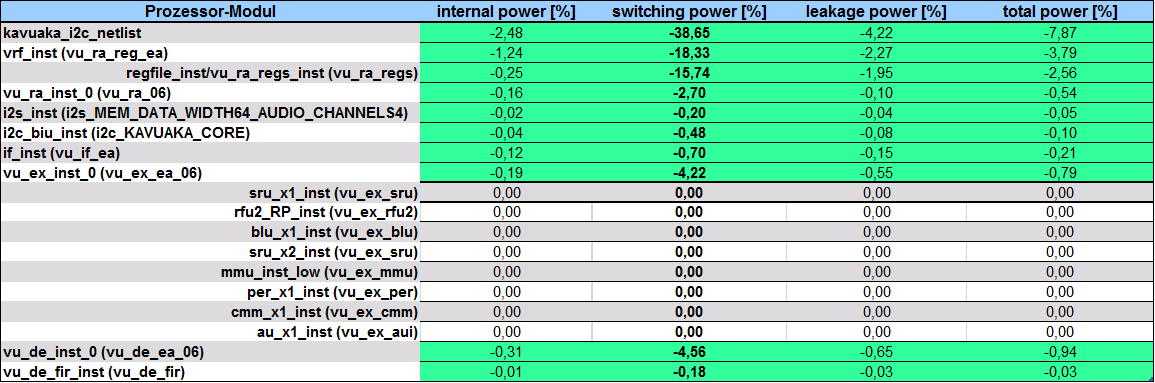 Prozessor-Modul internal power [%] switching power [%] leakage power [%] total power [%]
kavuaka_i2c_netlist -2,48 -38,65 -4,22 -7,87
vrf_inst (vu_ra_reg_ea) -1,24 -18,33 -2,27 -3,79
regfile_inst/vu_ra_regs_inst (vu_ra_regs) -0,25 -15,74 -1,95 -2,56
vu_ra_inst_0 (vu_ra_06) -0,16 -2,70 -0,10 -0,54
i2s_inst (i2s_MEM_DATA_WIDTH64_AUDIO_CHANNELS4) -0,02 -0,20 -0,04 -0,05
i2c_biu_inst (i2c_KAVUAKA_CORE) -0,04 -0,48 -0,08 -0,10
if_inst (vu_if_ea) -0,12 -0,70 -0,15 -0,21
vu_ex_inst_0 (vu_ex_ea_06) -0,19 -4,22 -0,55 -0,79
sru_x1_inst (vu_ex_sru) 0,00 0,00 0,00 0,00
rfu2_RP_inst (vu_ex_rfu2) 0,00 0,00 0,00 0,00
blu_x1_inst (vu_ex_blu) 0,00 0,00 0,00 0,00
sru_x2_inst (vu_ex_sru) 0,00 0,00 0,00 0,00
mmu_inst_low (vu_ex_mmu) 0,00 0,00 0,00 0,00
per_x1_inst (vu_ex_per) 0,00 0,00 0,00 0,00
cmm_x1_inst (vu_ex_cmm) 0,00 0,00 0,00 0,00
au_x1_inst (vu_ex_aui) 0,00 0,00 0,00 0,00
vu_de_inst_0 (vu_de_ea_06) -0,31 -4,56 -0,65 -0,94
vu_de_fir_inst (vu_de_fir) -0,01 -0,18 -0,03 -0,03